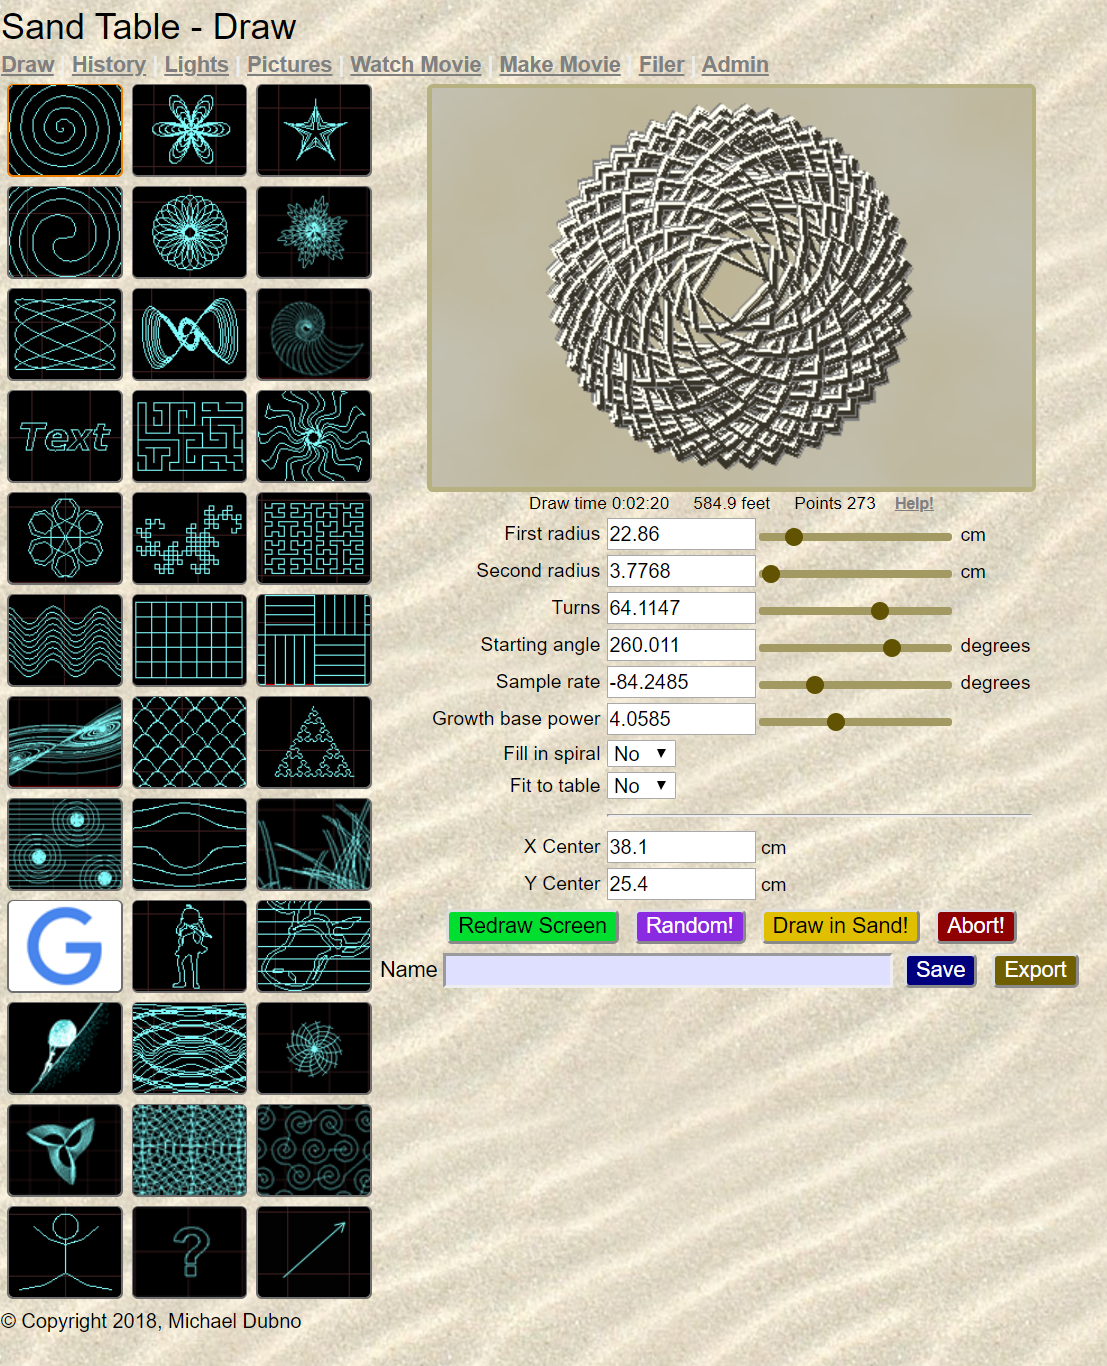 Sand Table - Draw
Draw | History | Lights | Pictures | Watch Movie | Make Movie | Filer | Admin
Text
G
?
Draw time 0:02:20 584.9 feet Points 273 Help!
First radius 22.86 cm
Second radius 3.7768 cm
Turns 64.1147
Starting angle 260.011 degrees
Sample rate -84.2485 degrees
Growth base power 4.0585
Fill in spiral No
Fit to table No
X Center 38.1 cm
Y Center 25.4 cm
Redraw Screen Random! Draw in Sand! Abort!
Name Save Export
© Copyright 2018, Michael Dubno